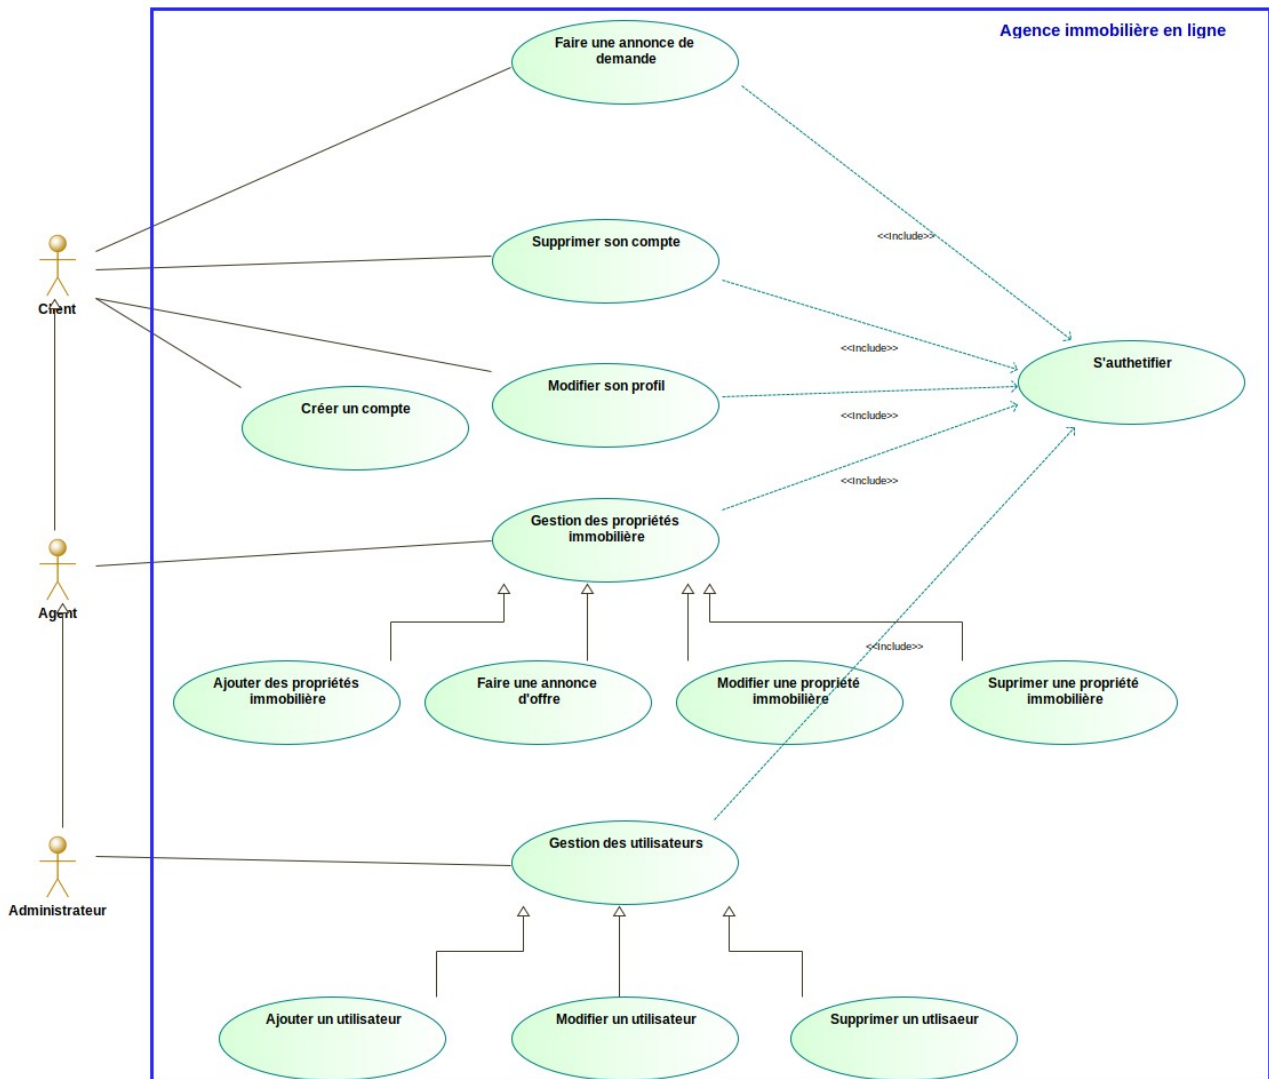 Agence immobilière en ligne
Faire une annonce de
demande
<<Include>>
Supprimer son compte
Client
<<Include>>
S'authetifier
Modifier son profil
Créer un compte
<<Include>>
<<Include>>
Gestion des propriétés
immobilière
Agent
<<Include>>
Ajouter des propriétés
immobilière
Faire une annonce
d'offre
Modifier une propriété
immobilière
Suprimer une propriété
immobilière
Gestion des utilisateurs
Administrateur
Ajouter un utilisateur
Modifier un utilisateur
Supprimer un utlisaeur